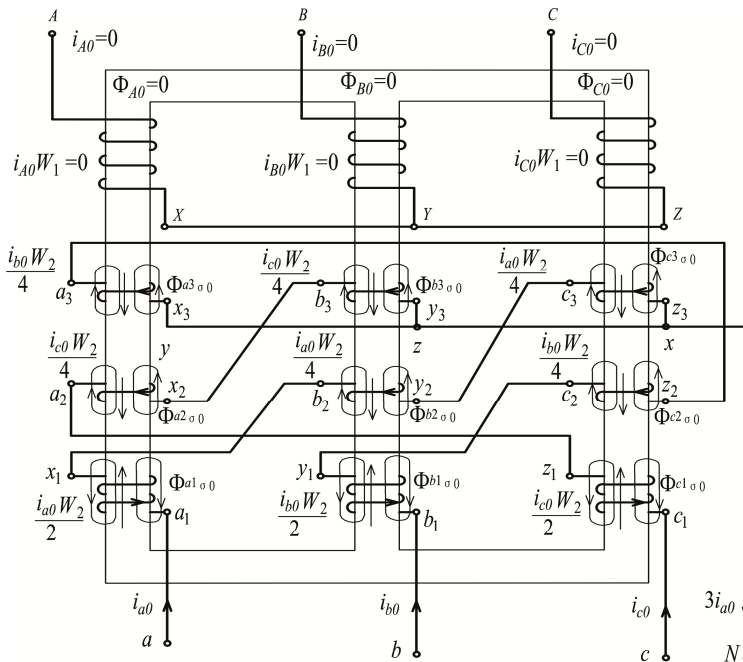 A B C
i_{A0}=0 i_{B0}=0 i_{C0}=0
Φ_{A0}=0 Φ_{B0}=0 Φ_{C0}=0
i_{A0}W_1=0 i_{B0}W_1=0 i_{C0}W_1=0
X Y Z
i_{b0}W_2/4 i_{c0}W_2/4 i_{a0}W_2/4
a_3 Φ_{a3σ0} b_3 Φ_{b3σ0} c_3 Φ_{c3σ0}
x_3 y_3 z_3
y z x
i_{c0}W_2/4 i_{a0}W_2/4 i_{b0}W_2/4
a_2 x_2 b_2 y_2 c_2 z_2
Φ_{a2σ0} Φ_{b2σ0} Φ_{c2σ0}
x_1 y_1 z_1
Φ_{a1σ0} Φ_{b1σ0} Φ_{c1σ0}
i_{a0}W_2/2 i_{b0}W_2/2 i_{c0}W_2/2
a_1 b_1 c_1
i_{a0} i_{b0} i_{c0} 3i_{a0}
a b c N